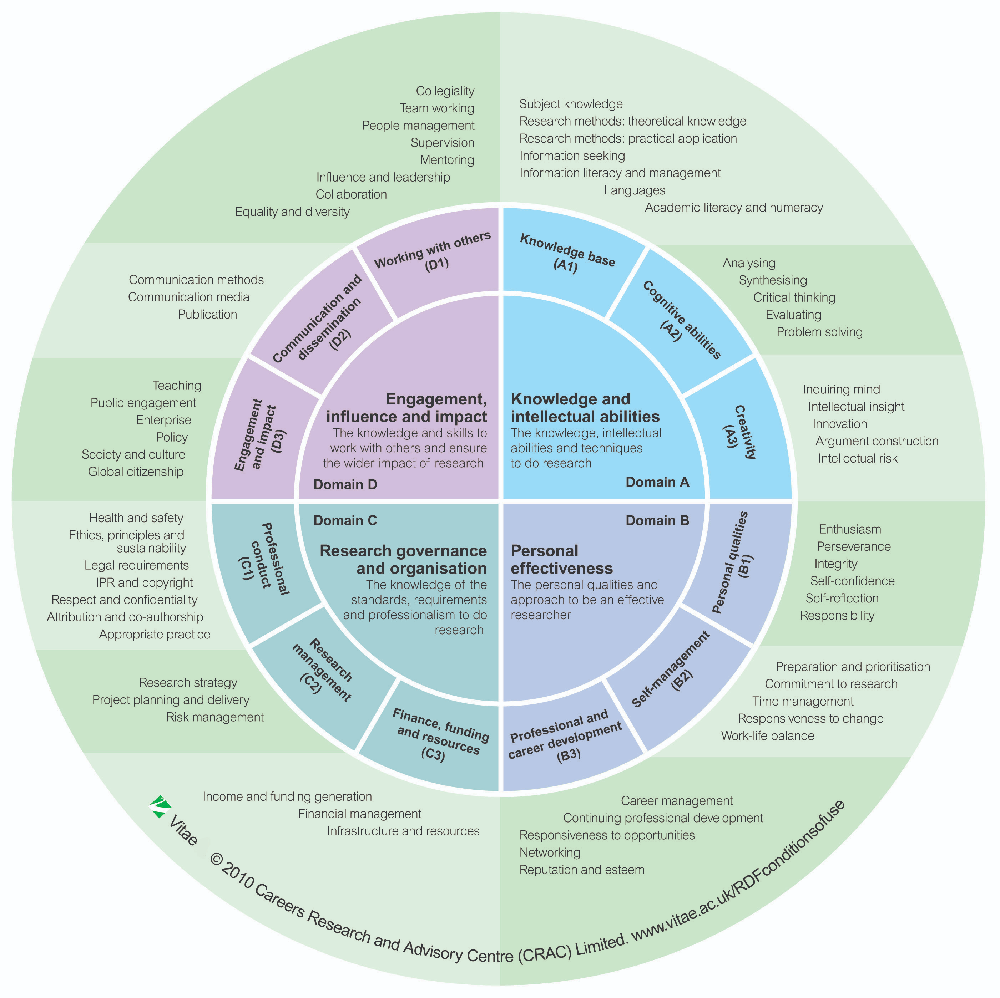 Collegiality
Team working
People management
Supervision
Mentoring
Influence and leadership
Collaboration
Equality and diversity
Subject knowledge
Research methods: theoretical knowledge
Research methods: practical application
Information seeking
Information literacy and management
Languages
Academic literacy and numeracy
Working with others
(D1)
Knowledge base
(A1)
Communication methods
Communication media
Publication
Communication and
dissemination
(D2)
Cognitive abilities
(A2)
Analysing
Synthesising
Critical thinking
Evaluating
Problem solving
Teaching
Public engagement
Enterprise
Policy
Society and culture
Global citizenship
Engagement
and impact
(D3)
Engagement,
influence and impact
The knowledge and skills to
work with others and ensure
the wider impact of research
Domain D
Knowledge and
intellectual abilities
The knowledge, intellectual
abilities and techniques
to do research
Domain A
Creativity
(A3)
Inquiring mind
Intellectual insight
Innovation
Argument construction
Intellectual risk
Health and safety
Ethics, principles and
sustainability
Legal requirements
IPR and copyright
Respect and confidentiality
Attribution and co-authorship
Appropriate practice
Professional
conduct
(C1)
Domain C
Research governance
and organisation
The knowledge of the
standards, requirements
and professionalism to do
research
Domain B
Personal
effectiveness
The personal qualities and
approach to be an effective
researcher
Personal qualities
(B1)
Enthusiasm
Perseverance
Integrity
Self-confidence
Self-reflection
Responsibility
Research strategy
Project planning and delivery
Risk management
Research
management
(C2)
Self-management
(B2)
Preparation and prioritisation
Commitment to research
Time management
Responsiveness to change
Work-life balance
Finance, funding
and resources
(C3)
Professional and
career development
(B3)
Income and funding generation
Financial management
Infrastructure and resources
Career management
Continuing professional development
Responsiveness to opportunities
Networking
Reputation and esteem
Vitae © 2010 Careers Research and Advisory Centre (CRAC) Limited. www.vitae.ac.uk/RDFconditionsofuse